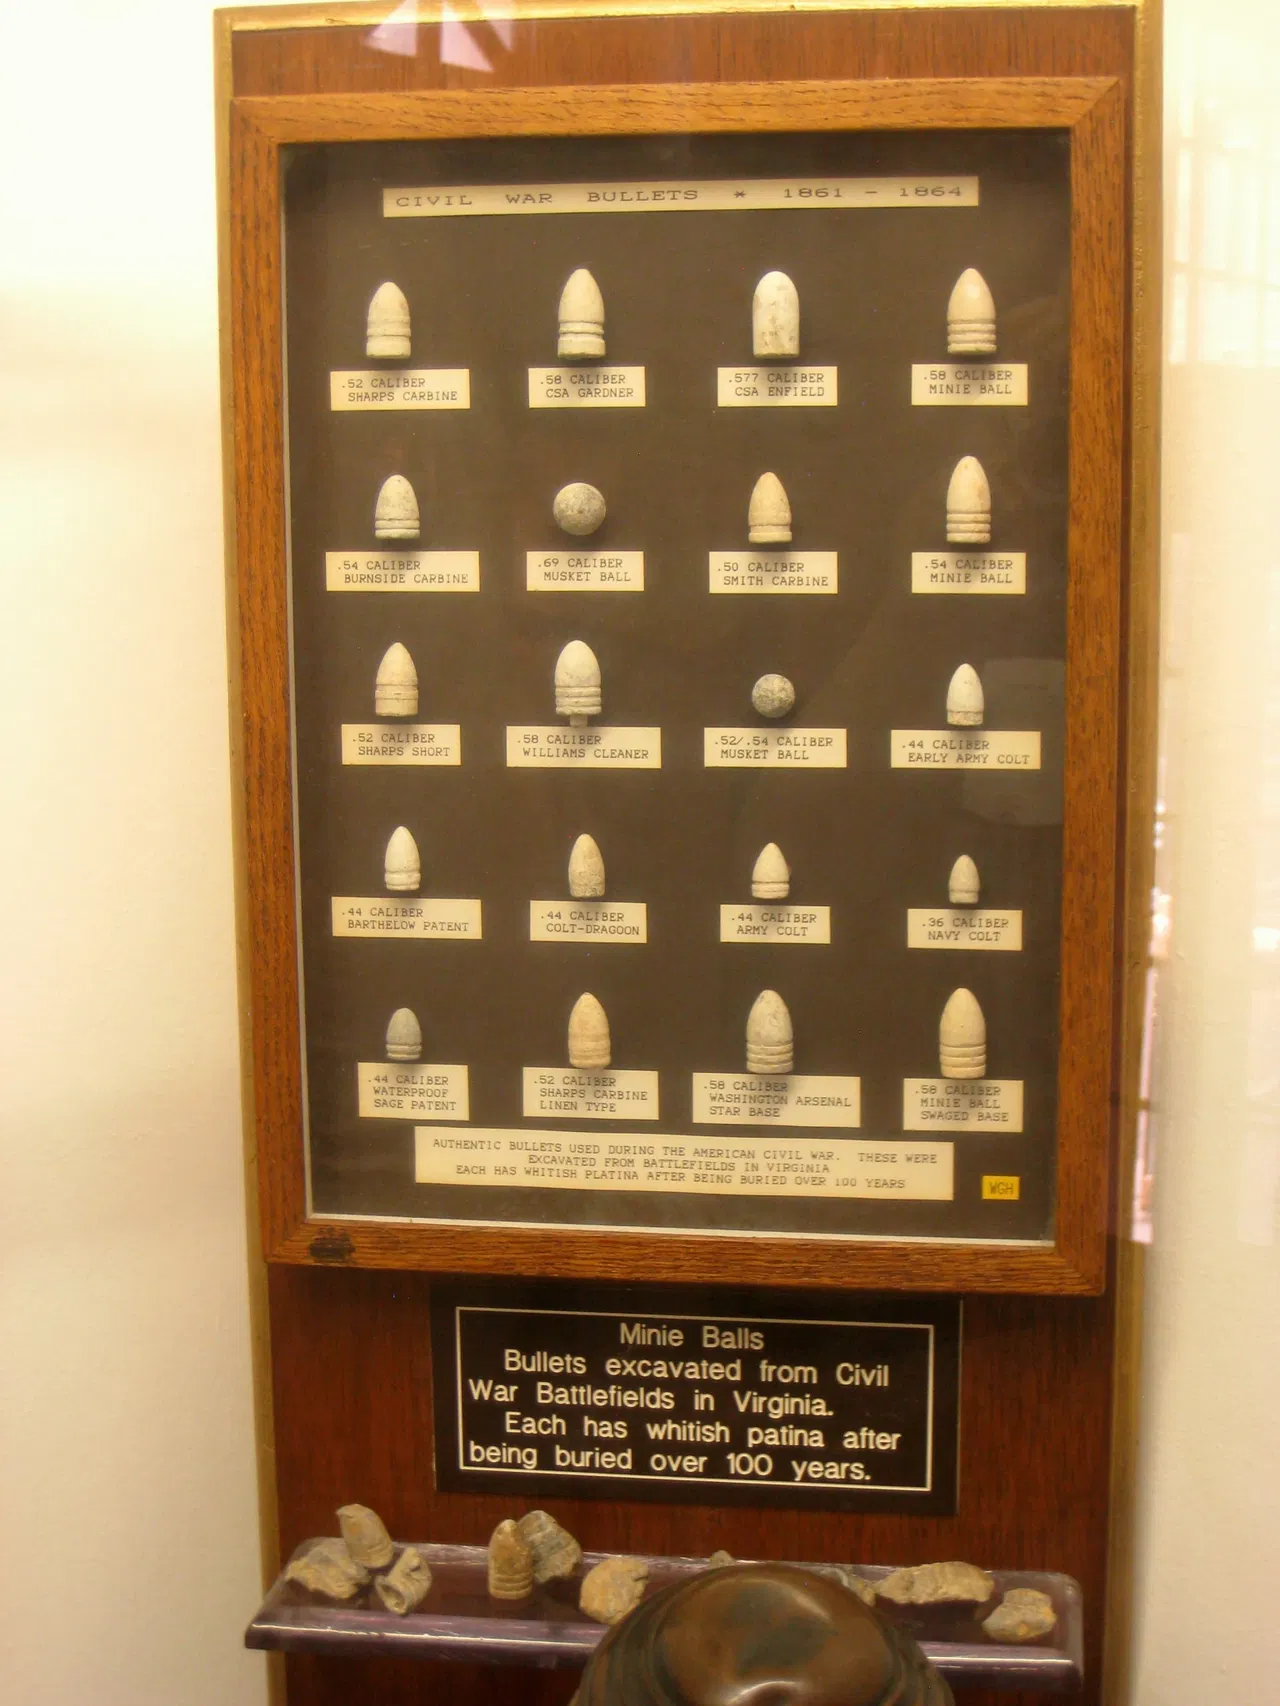 CIVIL WAR BULLETS * 1861 - 1864
.52 CALIBER
SHARPS CARBINE
.58 CALIBER
CSA GARDNER
.577 CALIBER
CSA ENFIELD
.58 CALIBER
MINIE BALL
.54 CALIBER
BURNSIDE CARBINE
.69 CALIBER
MUSKET BALL
.50 CALIBER
SMITH CARBINE
.54 CALIBER
MINIE BALL
.52 CALIBER
SHARPS SHORT
.58 CALIBER
WILLIAMS CLEANER
.52/.54 CALIBER
MUSKET BALL
.44 CALIBER
EARLY ARMY COLT
.44 CALIBER
BARTHELOW PATENT
.44 CALIBER
COLT-DRAGOON
.44 CALIBER
ARMY COLT
.36 CALIBER
NAVY COLT
.44 CALIBER
WATERPROOF
SAGE PATENT
.52 CALIBER
SHARPS CARBINE
LINEN TYPE
.58 CALIBER
WASHINGTON ARSENAL
STAR BASE
.58 CALIBER
MINIE BALL
SWAGED BASE
AUTHENTIC BULLETS USED DURING THE AMERICAN CIVIL WAR. THESE WERE
EXCAVATED FROM BATTLEFIELDS IN VIRGINIA
EACH HAS WHITISH PLATINA AFTER BEING BURIED OVER 100 YEARS
WGH
Minie Balls
Bullets excavated from Civil
War Battlefields in Virginia.
Each has whitish patina after
being buried over 100 years.